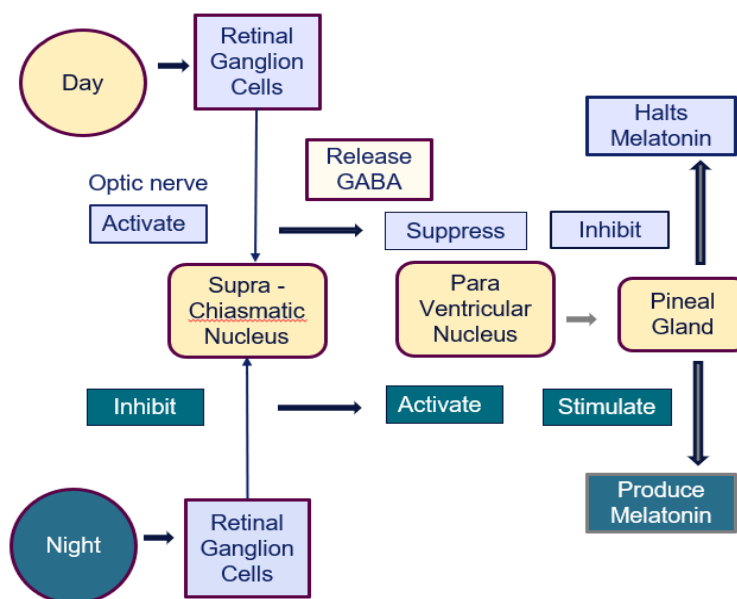 Day
Retinal
Ganglion
Cells
Halts
Melatonin
Release
GABA
Optic nerve
Activate
Suppress
Inhibit
Supra -
Chiasmatic
Nucleus
Para
Ventricular
Nucleus
Pineal
Gland
Inhibit
Activate
Stimulate
Produce
Melatonin
Night
Retinal
Ganglion
Cells